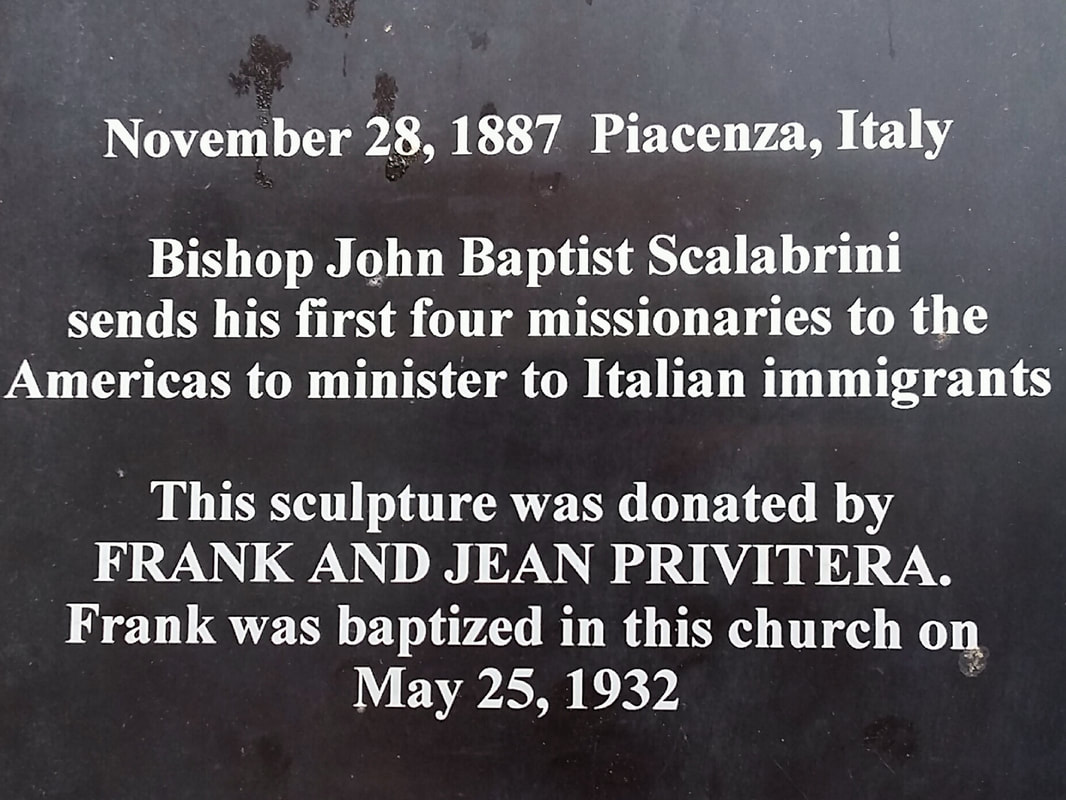 November 28, 1887 Piacenza, Italy
Bishop John Baptist Scalabrini
sends his first four missionaries to the
Americas to minister to Italian immigrants
This sculpture was donated by
FRANK AND JEAN PRIVITERA.
Frank was baptized in this church on
May 25, 1932